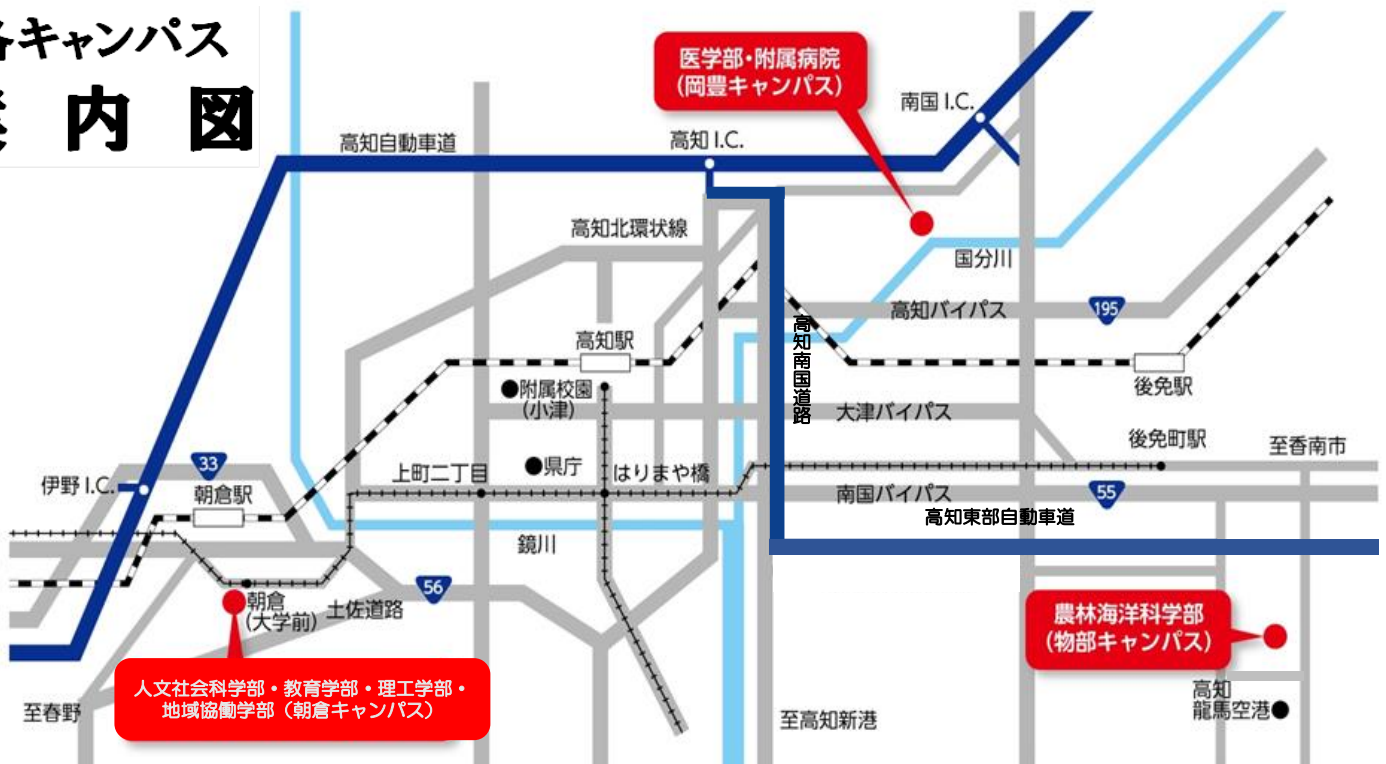 各キャンパス
案内図
医学部・附属病院
(岡豊キャンパス)
南国 I.C.
高知自動車道
高知 I.C.
高知北環状線
国分川
高知バイパス
195
高知南国道路
高知駅
後免駅
●附属校園
(小津)
大津バイパス
後免町駅
至香南市
33
伊野 I.C.
朝倉駅
上町二丁目
●県庁
はりまや橋
南国バイパス
55
高知東部自動車道
鏡川
56
朝倉
(大学前)
土佐道路
農林海洋科学部
(物部キャンパス)
人文社会科学部・教育学部・理工学部・
地域協働学部(朝倉キャンパス)
至春野
至高知新港
高知
龍馬空港●